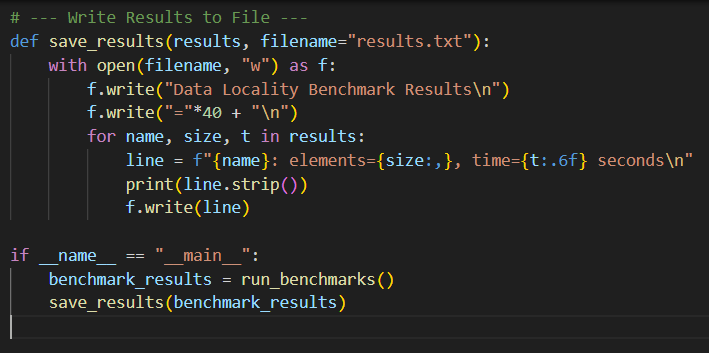 # --- Write Results to File ---
def save_results(results, filename="results.txt"):
    with open(filename, "w") as f:
        f.write("Data Locality Benchmark Results\n")
        f.write("="*40 + "\n")
        for name, size, t in results:
            line = f"{name}: elements={size:,}, time={t:.6f} seconds\n"
            print(line.strip())
            f.write(line)

if __name__ == "__main__":
    benchmark_results = run_benchmarks()
    save_results(benchmark_results)